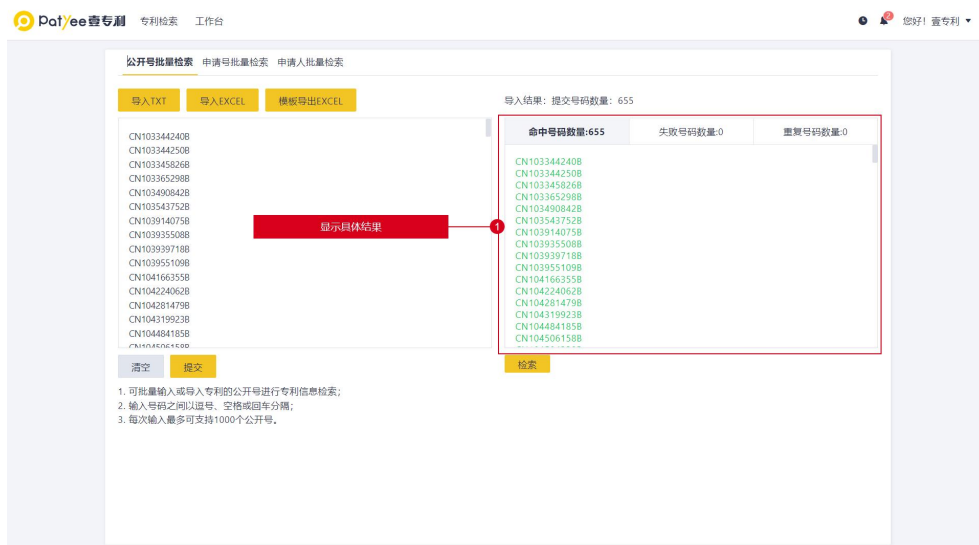 Patyee壹专利 专利检索 工作台 2 您好！壹专利
公开号批量检索 申请号批量检索 申请人批量检索
导入TXT 导入EXCEL 模板导出EXCEL
导入结果：提交号码数量：655
CN103344240B
CN103344250B
CN103345826B
CN103365298B
CN103490842B
CN103543752B
CN103914075B
CN103935508B
CN103939718B
CN103955109B
CN104166355B
CN104224062B
CN104281479B
CN104319923B
CN104484185B
CN104506158B
显示具体结果
1
命中号码数量:655 失败号码数量:0 重复号码数量:0
CN103344240B
CN103344250B
CN103345826B
CN103365298B
CN103490842B
CN103543752B
CN103914075B
CN103935508B
CN103939718B
CN103955109B
CN104166355B
CN104224062B
CN104281479B
CN104319923B
CN104484185B
CN104506158B
清空 提交
检索
1. 可批量输入或导入专利的公开号进行专利信息检索；
2. 输入号码之间以逗号、空格或回车分隔；
3. 每次输入最多可支持1000个公开号。